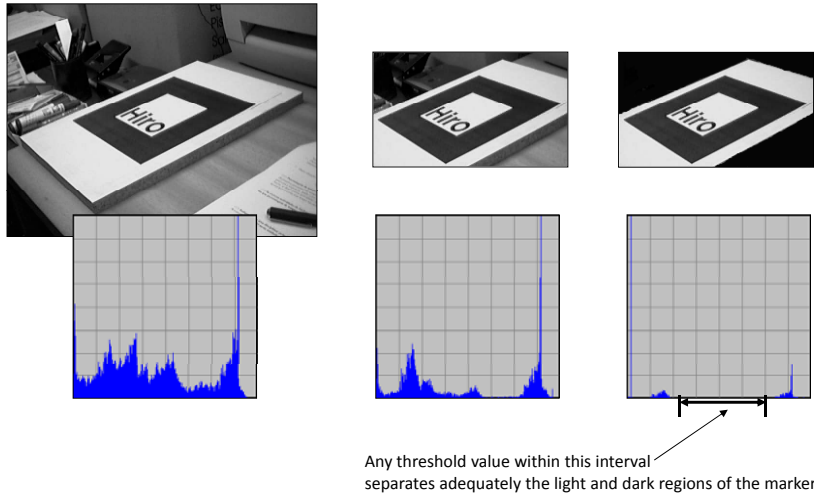 Hiro
Hiro
Hiro
Any threshold value within this interval
separates adequately the light and dark regions of the marker